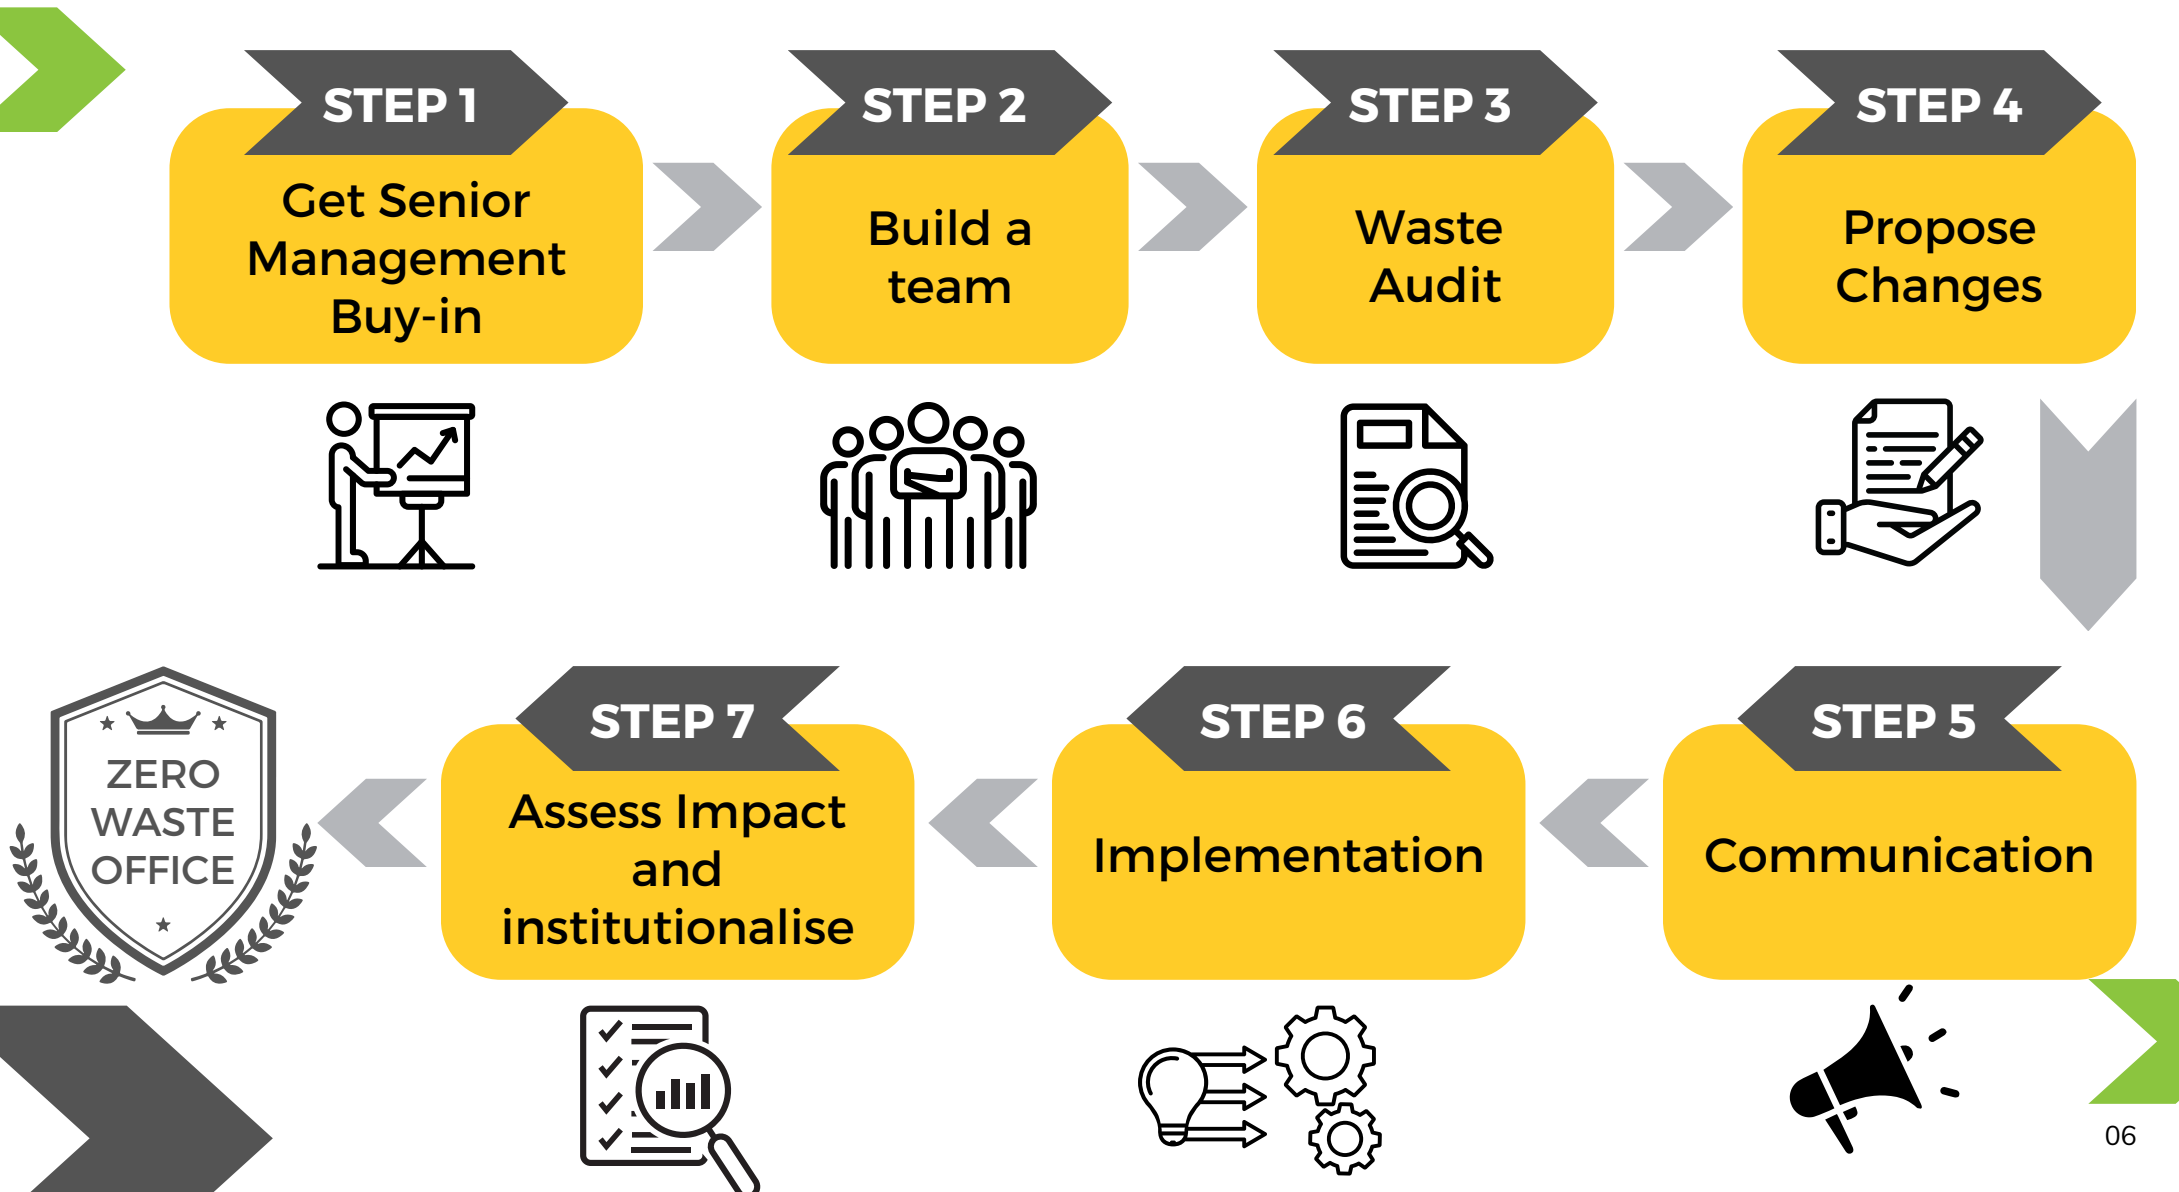 STEP 1
Get Senior
Management
Buy-in
STEP 2
Build a
team
STEP 3
Waste
Audit
STEP 4
Propose
Changes
STEP 5
Communication
STEP 6
Implementation
STEP 7
Assess Impact
and
institutionalise
ZERO
WASTE
OFFICE
06